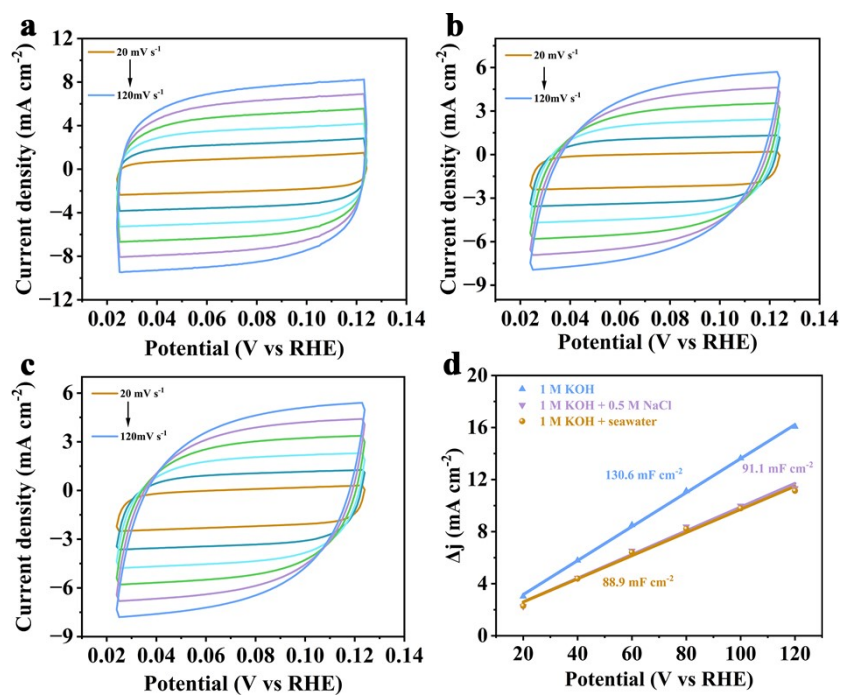 a
12
8
4
0
−4
−8
−12
Current density (mA cm⁻²)
20 mV s⁻¹
120mV s⁻¹
0.02 0.04 0.06 0.08 0.10 0.12 0.14
Potential (V vs RHE)
b
6
3
0
−3
−6
−9
Current density (mA cm⁻²)
20 mV s⁻¹
120mV s⁻¹
0.02 0.04 0.06 0.08 0.10 0.12 0.14
Potential (V vs RHE)
c
6
3
0
−3
−6
−9
Current density (mA cm⁻²)
20 mV s⁻¹
120mV s⁻¹
0.02 0.04 0.06 0.08 0.10 0.12 0.14
Potential (V vs RHE)
d
20
16
12
8
4
0
Δj (mA cm⁻²)
1 M KOH
1 M KOH + 0.5 M NaCl
1 M KOH + seawater
130.6 mF cm⁻²
91.1 mF cm⁻²
88.9 mF cm⁻²
20 40 60 80 100 120
Potential (V vs RHE)